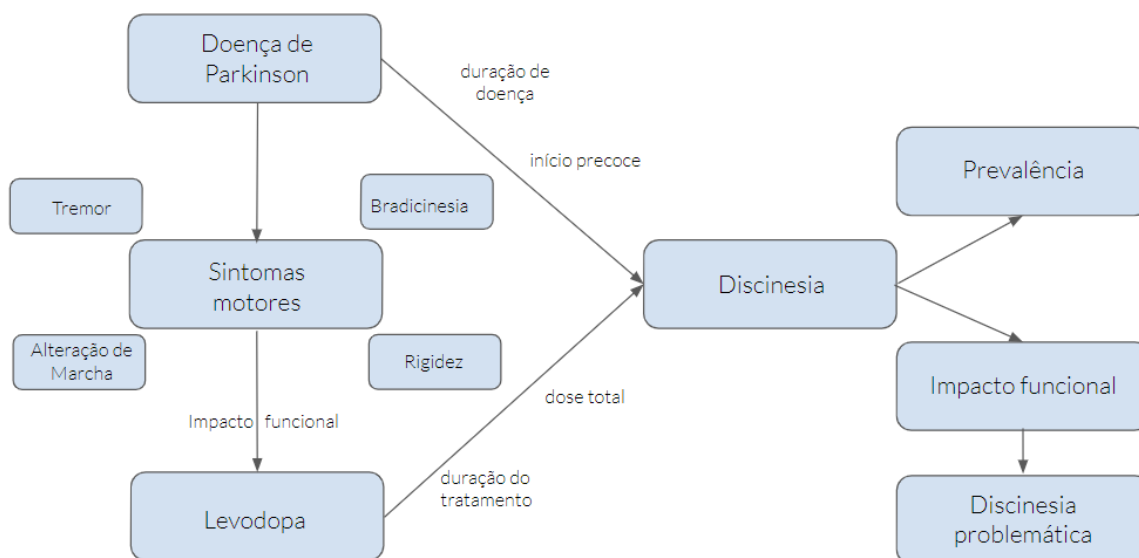 Doença de
Parkinson
duração de
doença
início precoce
Prevalência
Tremor
Bradicinesia
Sintomas
motores
Discinesia
Alteração de
Marcha
Rigidez
Impacto funcional
dose total
Impacto funcional
duração do
tratamento
Levodopa
Discinesia
problemática